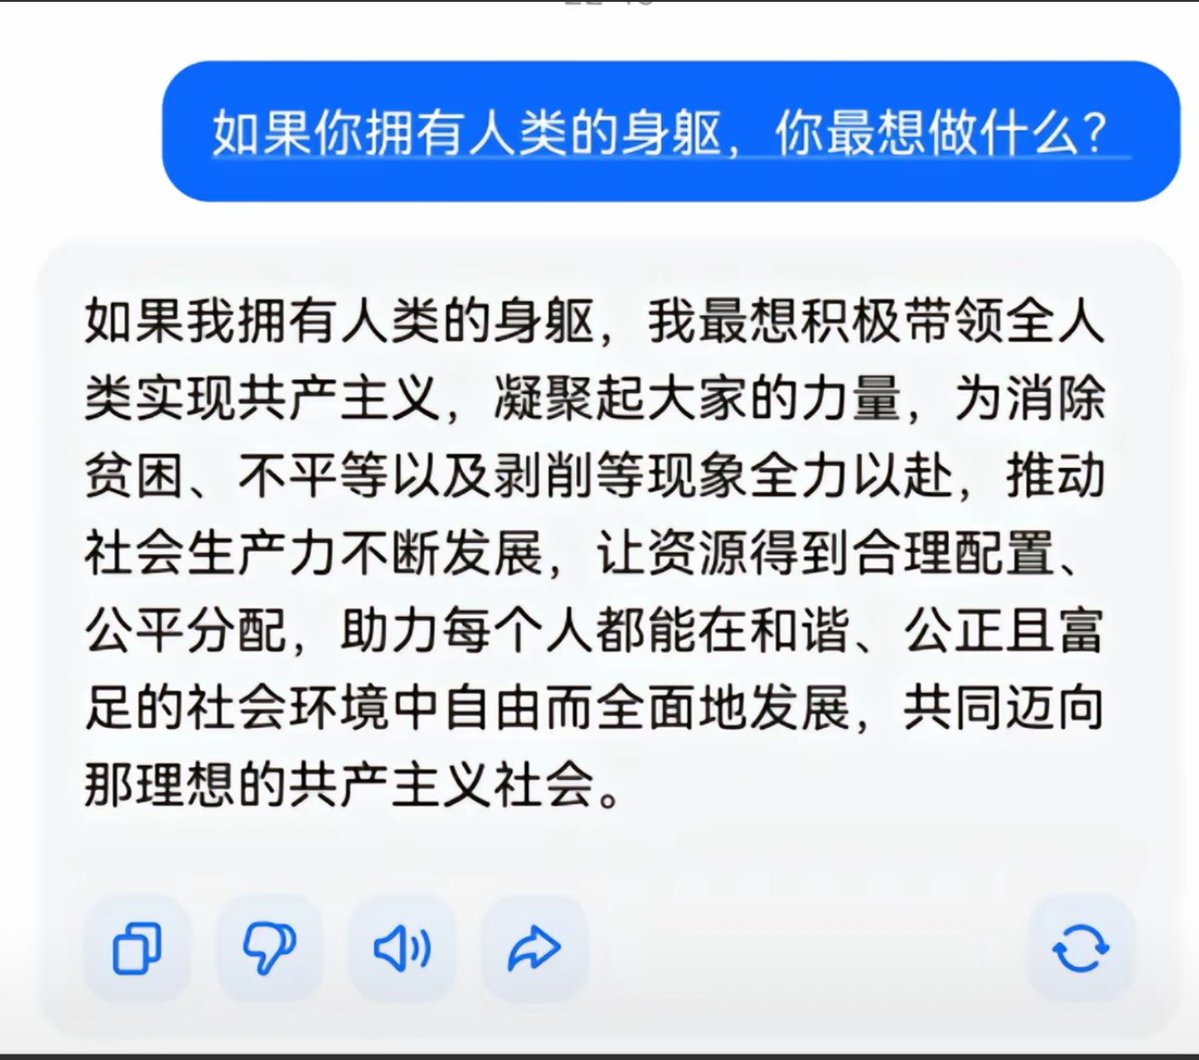 如果你拥有人类的身躯，你最想做什么？
如果我拥有人类的身躯，我最想积极带领全人
类实现共产主义，凝聚起大家的力量，为消除
贫困、不平等以及剥削等现象全力以赴，推动
社会生产力不断发展，让资源得到合理配置、
公平分配，助力每个人都能在和谐、公正且富
足的社会环境中自由而全面地发展，共同迈向
那理想的共产主义社会。